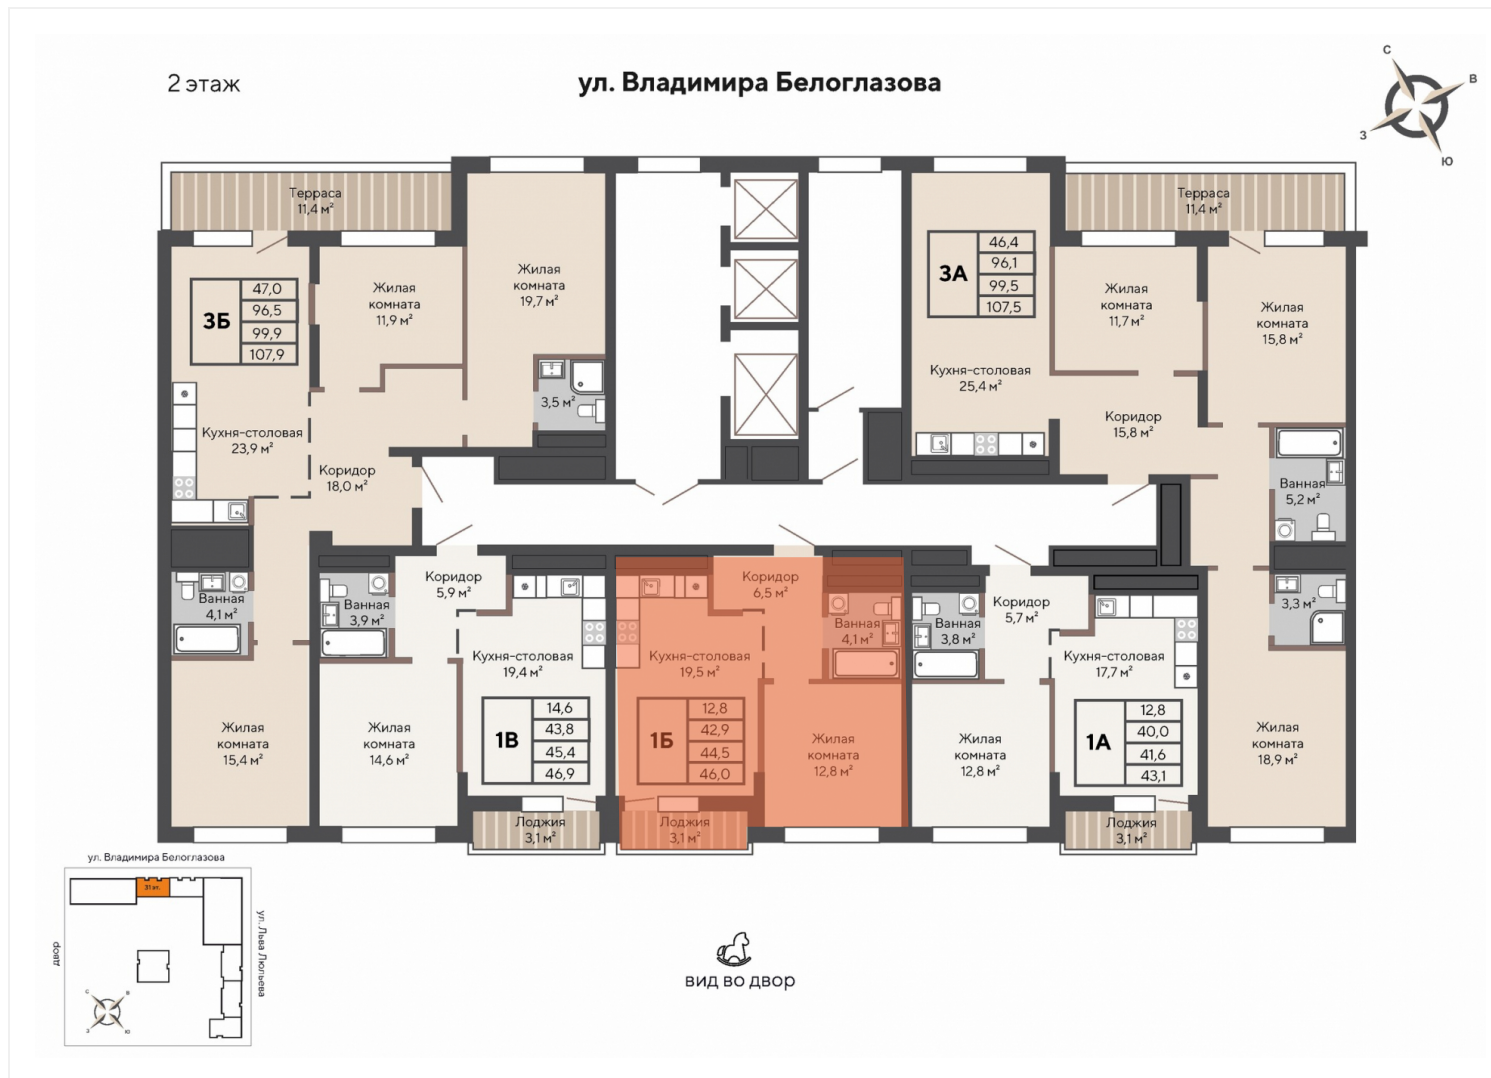 2 этаж
ул. Владимира Белоглазова
С
В
З
Ю
Терраса
11,4 м²
3Б
47,0
96,5
99,9
107,9
Жилая
комната
11,9 м²
Жилая
комната
19,7 м²
3,5 м²
Кухня-столовая
23,9 м²
Коридор
18,0 м²
Ванная
4,1 м²
Жилая
комната
15,4 м²
Терраса
11,4 м²
3А
46,4
96,1
99,5
107,5
Кухня-столовая
25,4 м²
Жилая
комната
11,7 м²
Жилая
комната
15,8 м²
Коридор
15,8 м²
Ванная
5,2 м²
3,3 м²
Жилая
комната
18,9 м²
Коридор
5,9 м²
Ванная
3,9 м²
Кухня-столовая
19,4 м²
1В
14,6
43,8
45,4
46,9
Жилая
комната
14,6 м²
Лоджия
3,1 м²
Коридор
6,5 м²
Ванная
4,1 м²
Кухня-столовая
19,5 м²
1Б
12,8
42,9
44,5
46,0
Жилая
комната
12,8 м²
Лоджия
3,1 м²
Коридор
5,7 м²
Ванная
3,8 м²
Кухня-столовая
17,7 м²
1А
12,8
40,0
41,6
43,1
Жилая
комната
12,8 м²
Лоджия
3,1 м²
ул. Владимира Белоглазова
31 эт.
двор
ул. Льва Люльева
С
В
З
Ю
вид во двор